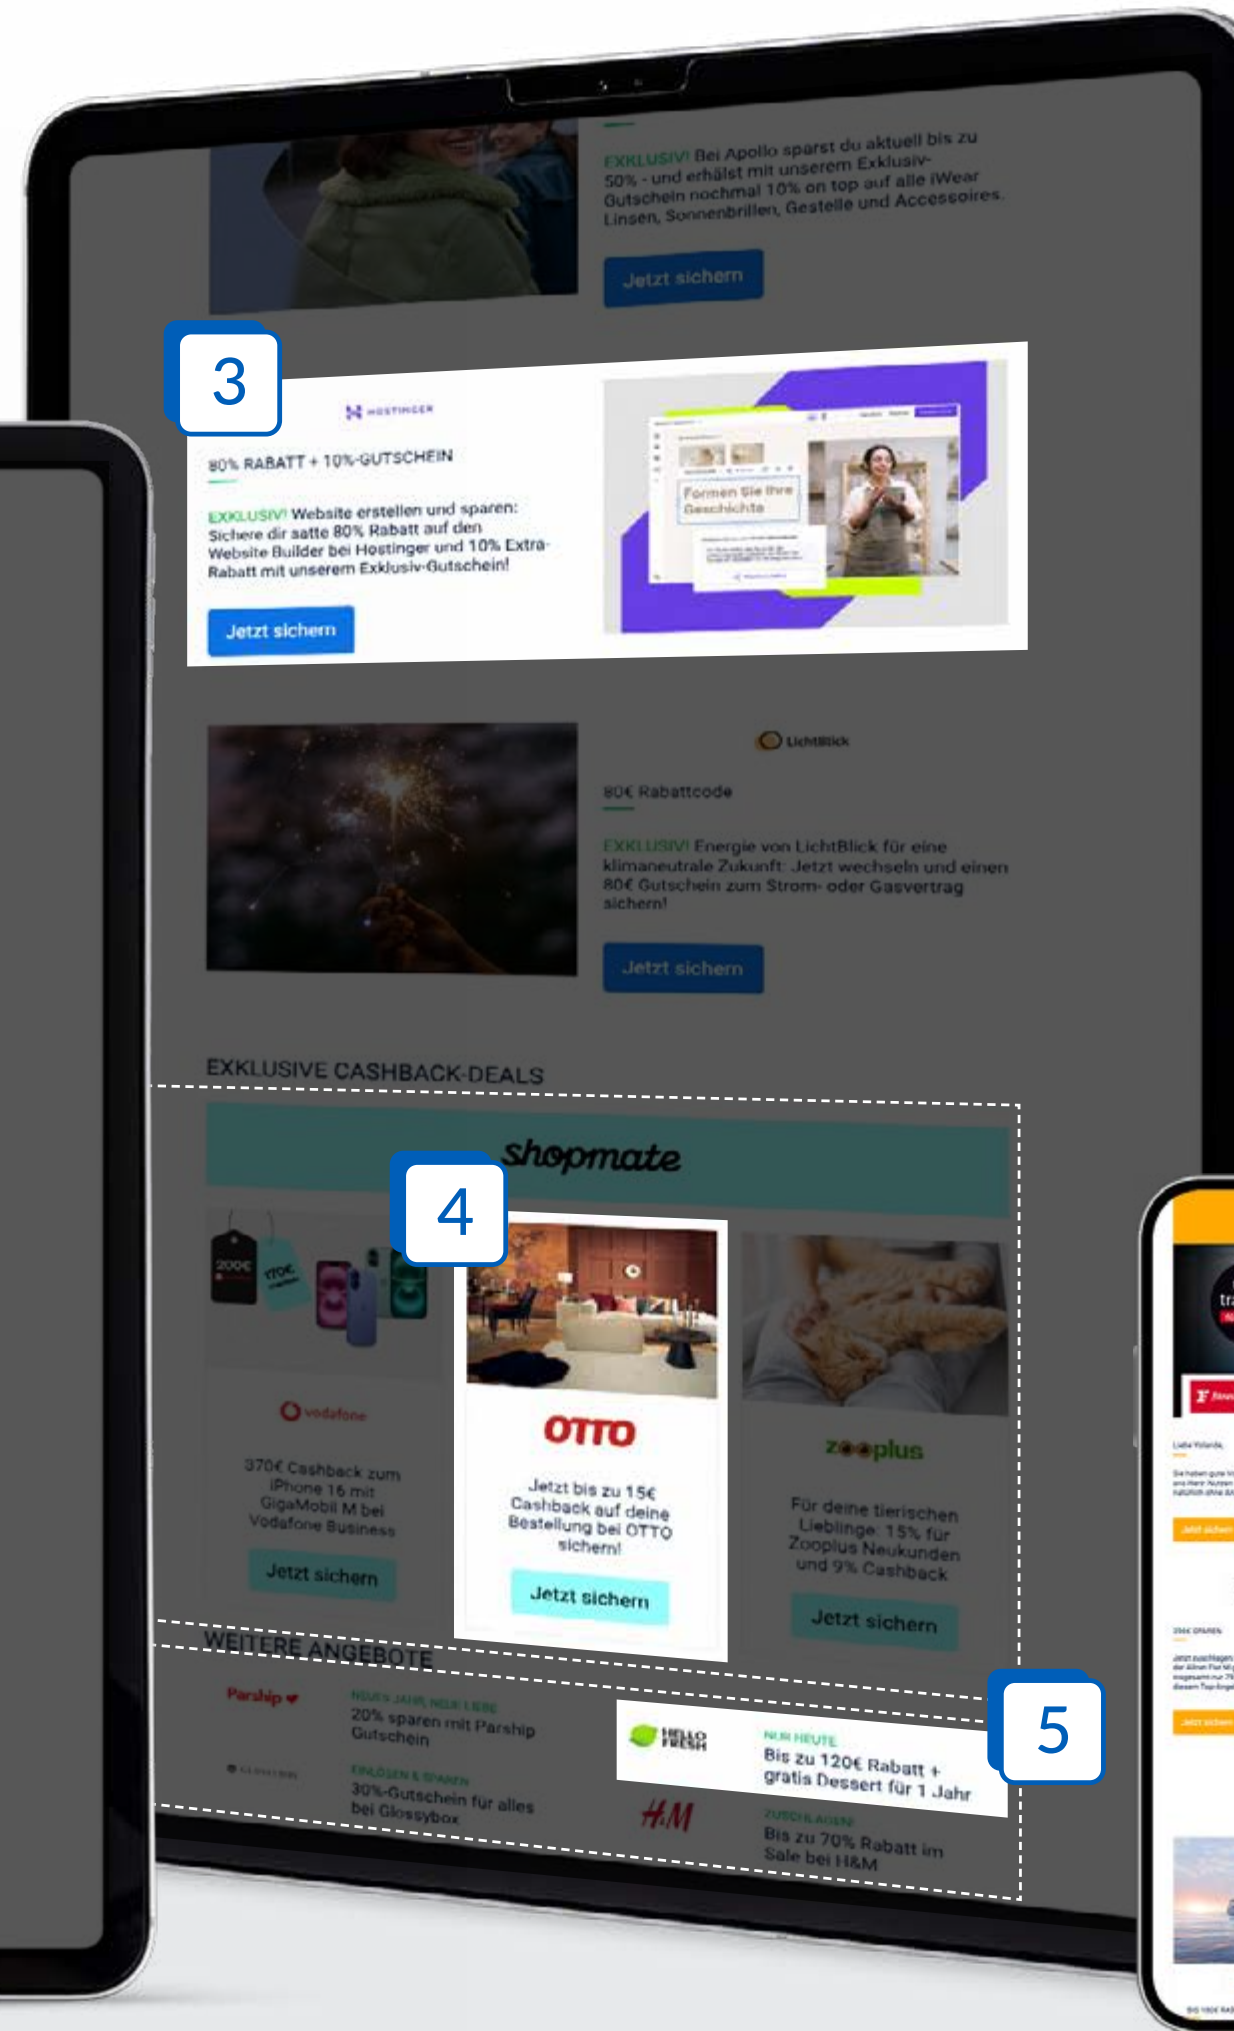 EXKLUSIV! Bei Apollo sparst du aktuell bis zu
50% - und erhälst mit unserem Exklusiv-
Gutschein nochmal 10% on top auf alle iWear
Linsen, Sonnenbrillen, Gestelle und Accessoires.
Jetzt sichern
3
HOSTINGER
80% RABATT + 10%-GUTSCHEIN
EXKLUSIV! Website erstellen und sparen:
Sichere dir satte 80% Rabatt auf den
Website Builder bei Hostinger und 10% Extra-
Rabatt mit unserem Exklusiv-Gutschein!
Jetzt sichern
Formen Sie Ihre
Geschichte
LichtBlick
80€ Rabattcode
EXKLUSIV! Energie von LichtBlick für eine
klimaneutrale Zukunft: Jetzt wechseln und einen
80€ Gutschein zum Strom- oder Gasvertrag
sichern!
Jetzt sichern
EXKLUSIVE CASHBACK-DEALS
shopmate
4
200€
170€
vodafone
370€ Cashback zum
iPhone 16 mit
GigaMobil M bei
Vodafone Business
Jetzt sichern
OTTO
Jetzt bis zu 15€
Cashback auf deine
Bestellung bei OTTO
sichern!
Jetzt sichern
zooplus
Für deine tierischen
Lieblinge: 15% für
Zooplus Neukunden
und 9% Cashback
Jetzt sichern
WEITERE ANGEBOTE
Parship
NEUES JAHR, NEUE LIEBE
20% sparen mit Parship
Gutschein
GLOSSYBOX
EINLÖSEN & SPAREN
30%-Gutschein für alles
bei Glossybox
5
HELLO
FRESH
NUR HEUTE
Bis zu 120€ Rabatt +
gratis Dessert für 1 Jahr
H&M
ZUSCHLAGEN!
Bis zu 70% Rabatt im
Sale bei H&M
Liebe Yolanda,
Jetzt sichern
Jetzt sichern